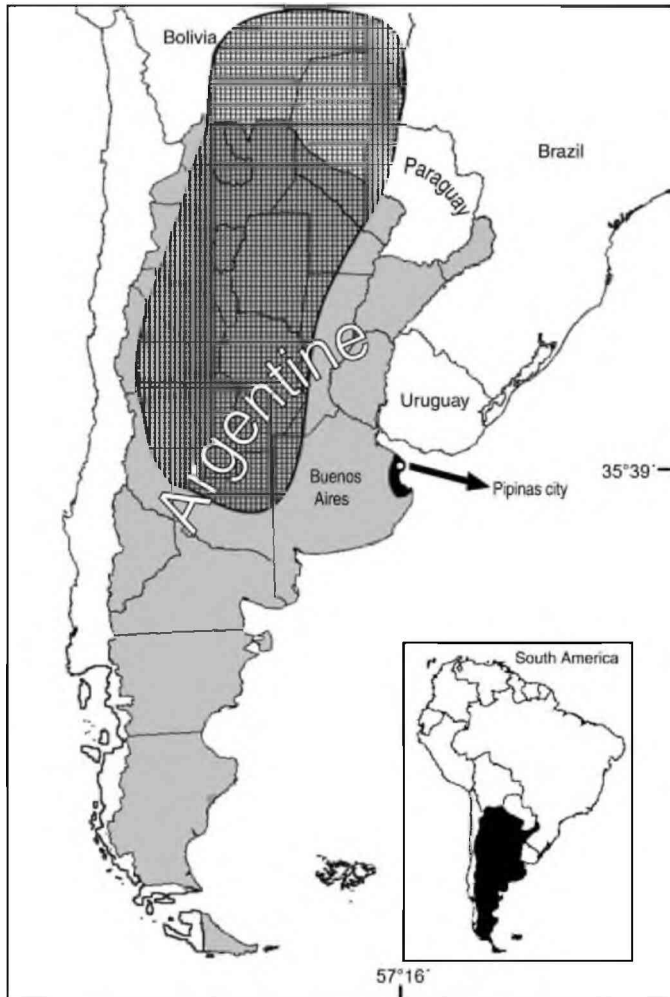 Bolivia
Brazil
Paraguay
Argentine
Uruguay
Buenos
Aires
35°39´
Pipinas city
South America
57°16´